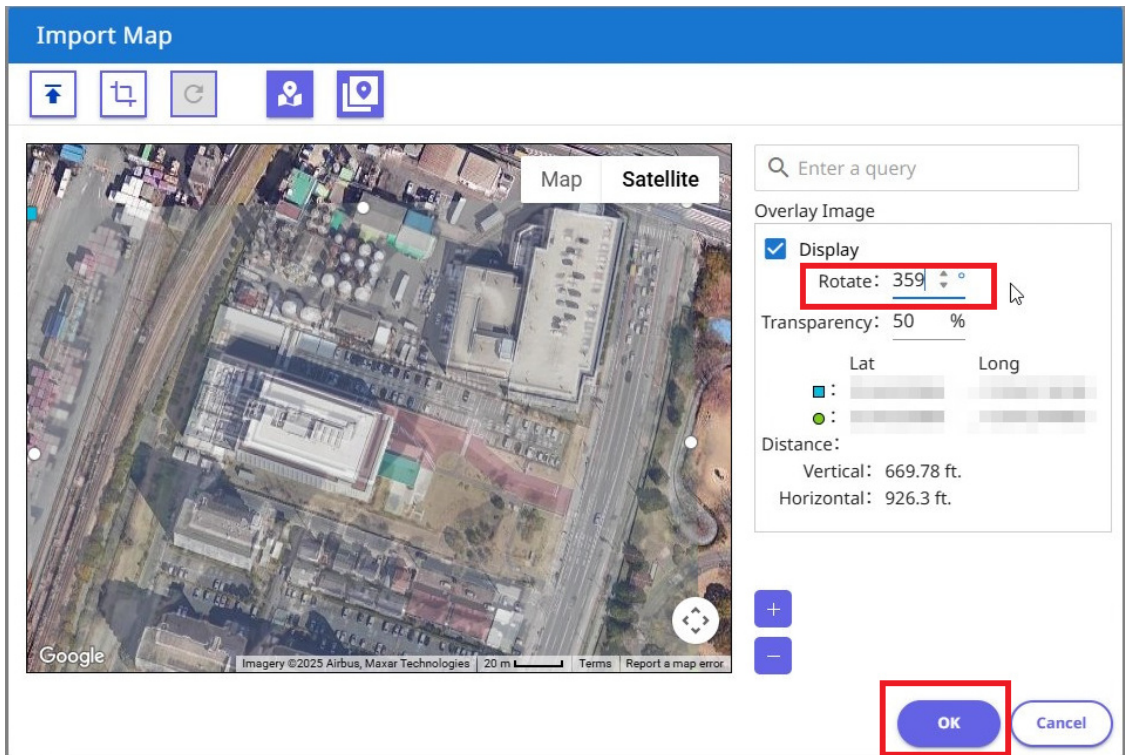 Import Map
Map Satellite
Enter a query
Overlay Image
Display
Rotate: 359 °
Transparency: 50 %
Lat Long
:
:
Distance:
Vertical: 669.78 ft.
Horizontal: 926.3 ft.
+
−
Google
Imagery ©2025 Airbus, Maxar Technologies 20 m Terms Report a map error
OK Cancel